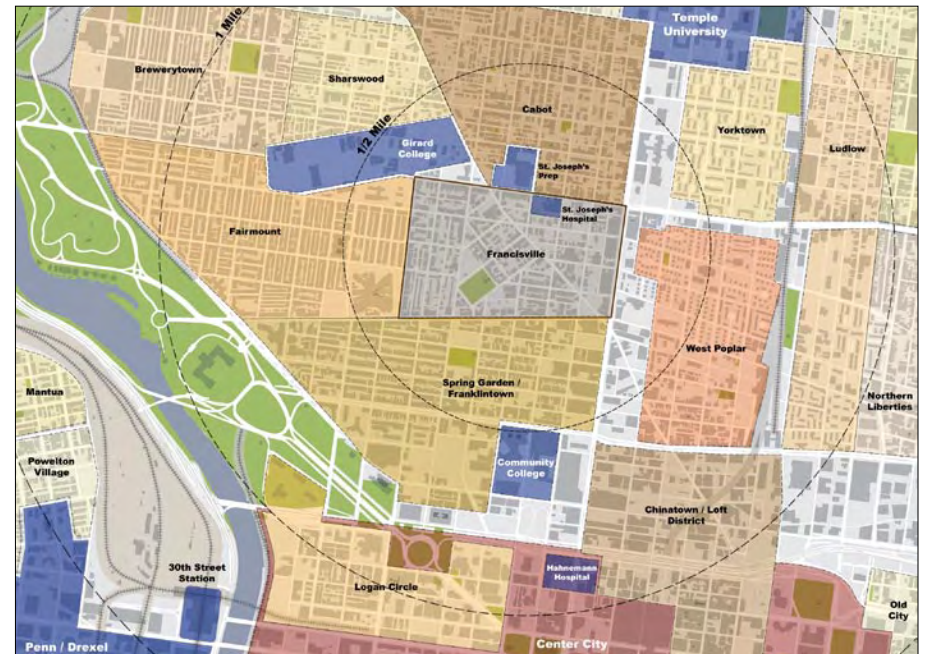 1 Mile
Temple
University
Brewerytown
Sharswood
Cabot
1/2 Mile
Girard
College
Yorktown
Ludlow
St. Joseph's
Prep
St. Joseph's
Hospital
Fairmount
Francisville
West Poplar
Spring Garden /
Franklintown
Mantua
Northern
Liberties
Powelton
Village
Community
College
Chinatown / Loft
District
30th Street
Station
Logan Circle
Hahnemann
Hospital
Old
City
Penn / Drexel
Center City